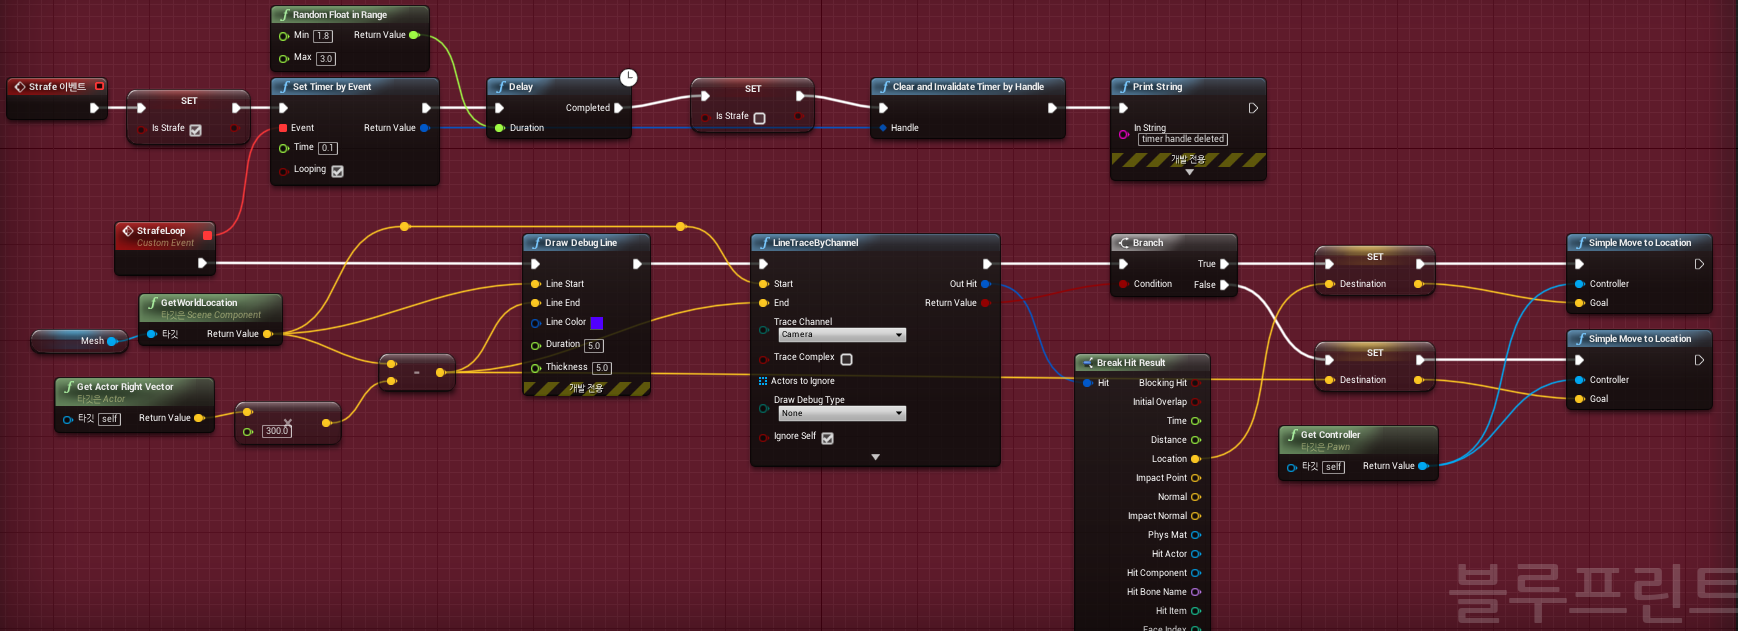 Random Float in Range
Min 1.8 Return Value
Max 3.0
Strafe 이벤트
SET
Is Strafe
Set Timer by Event
Event Return Value
Time 0.1
Looping
Delay
Completed
Duration
SET
Is Strafe
Clear and Invalidate Timer by Handle
Handle
Print String
In String
timer handle deleted
개발 전용
StrafeLoop
Custom Event
GetWorldLocation
타깃은 Scene Component
타깃 Return Value
Mesh
Get Actor Right Vector
타깃은 Actor
타깃 self Return Value
300.0
Draw Debug Line
Line Start
Line End
Line Color
Duration 5.0
Thickness 5.0
개발 전용
LineTraceByChannel
Start Out Hit
End Return Value
Trace Channel
Camera
Trace Complex
Actors to Ignore
Draw Debug Type
None
Ignore Self
Branch
True
Condition False
Break Hit Result
Hit Blocking Hit
Initial Overlap
Time
Distance
Location
Impact Point
Normal
Impact Normal
Phys Mat
Hit Actor
Hit Component
Hit Bone Name
Hit Item
Face Index
SET
Destination
SET
Destination
Simple Move to Location
Controller
Goal
Simple Move to Location
Controller
Goal
Get Controller
타깃은 Pawn
타깃 self Return Value
블루프린트